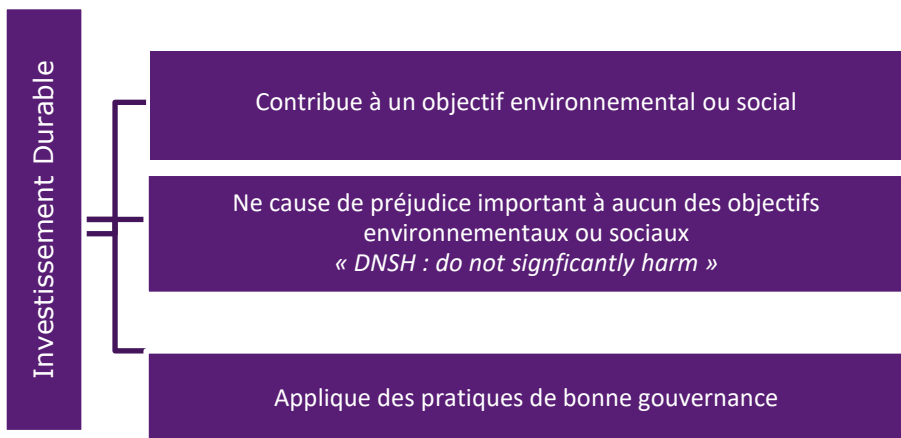 Investissement Durable
Contribue à un objectif environnemental ou social
Ne cause de préjudice important à aucun des objectifs
environnementaux ou sociaux
« DNSH : do not signficantly harm »
Applique des pratiques de bonne gouvernance